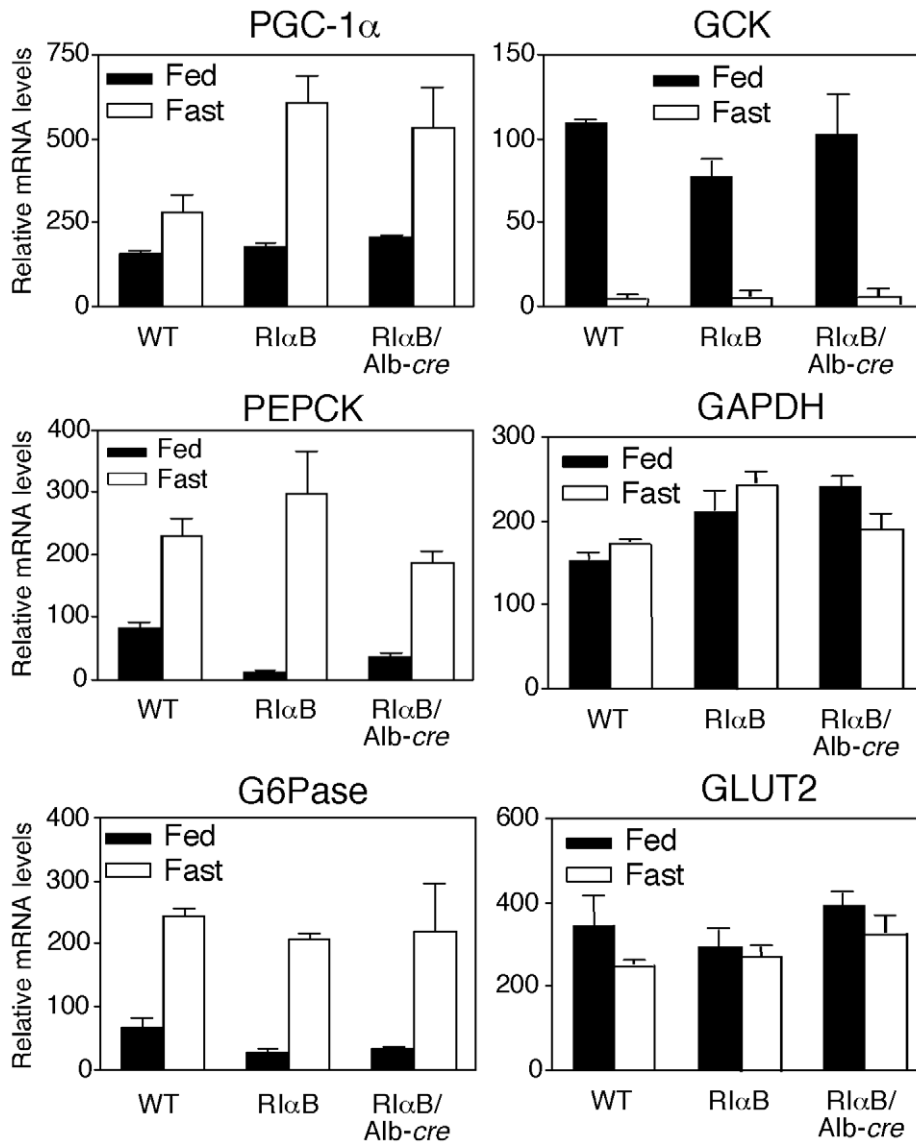 PGC-1α
Relative mRNA levels
750
500
250
0
Fed
Fast
WT
RIαB
RIαB/
Alb-cre
GCK
150
100
50
0
Fed
Fast
WT
RIαB
RIαB/
Alb-cre
PEPCK
Relative mRNA levels
400
300
200
100
0
Fed
Fast
WT
RIαB
RIαB/
Alb-cre
GAPDH
300
200
100
0
Fed
Fast
WT
RIαB
RIαB/
Alb-cre
G6Pase
Relative mRNA levels
400
300
200
100
0
Fed
Fast
WT
RIαB
RIαB/
Alb-cre
GLUT2
600
400
200
0
Fed
Fast
WT
RIαB
RIαB/
Alb-cre